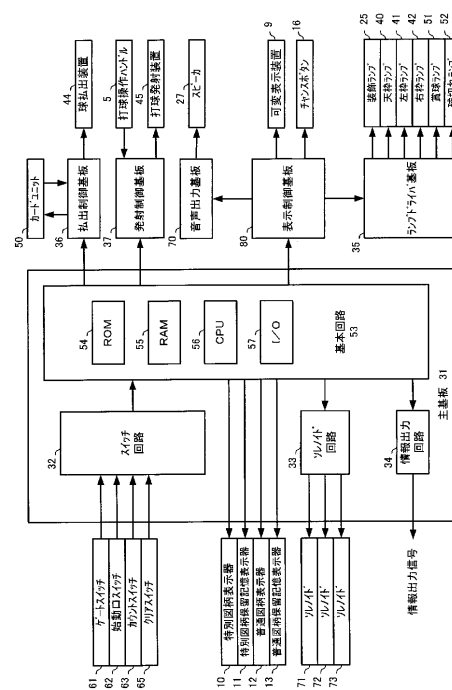 50
カードユニット
36
払出制御基板
44
球払出装置
5
打球操作ハンドル
37
発射制御基板
45
打球発射装置
70
音声出力基板
27
スピーカ
80
表示制御基板
9
可変表示装置
16
チャンスボタン
35
ランプドライバ基板
装飾ランプ 25
天枠ランプ 40
左枠ランプ 41
右枠ランプ 42
賞球ランプ 51
52
54
ROM
55
RAM
56
CPU
57
I/O
基本回路
53
主基板 31
32
スイッチ
回路
33
ソレノイド
回路
34
情報出力
回路
61 ゲートスイッチ
62 始動口スイッチ
63 カウントスイッチ
65 クリアスイッチ
10 特別図柄表示器
11 特別図柄保留記憶表示器
12 普通図柄表示器
13 普通図柄保留記憶表示器
71 ソレノイド
72 ソレノイド
73 ソレノイド
情報出力信号